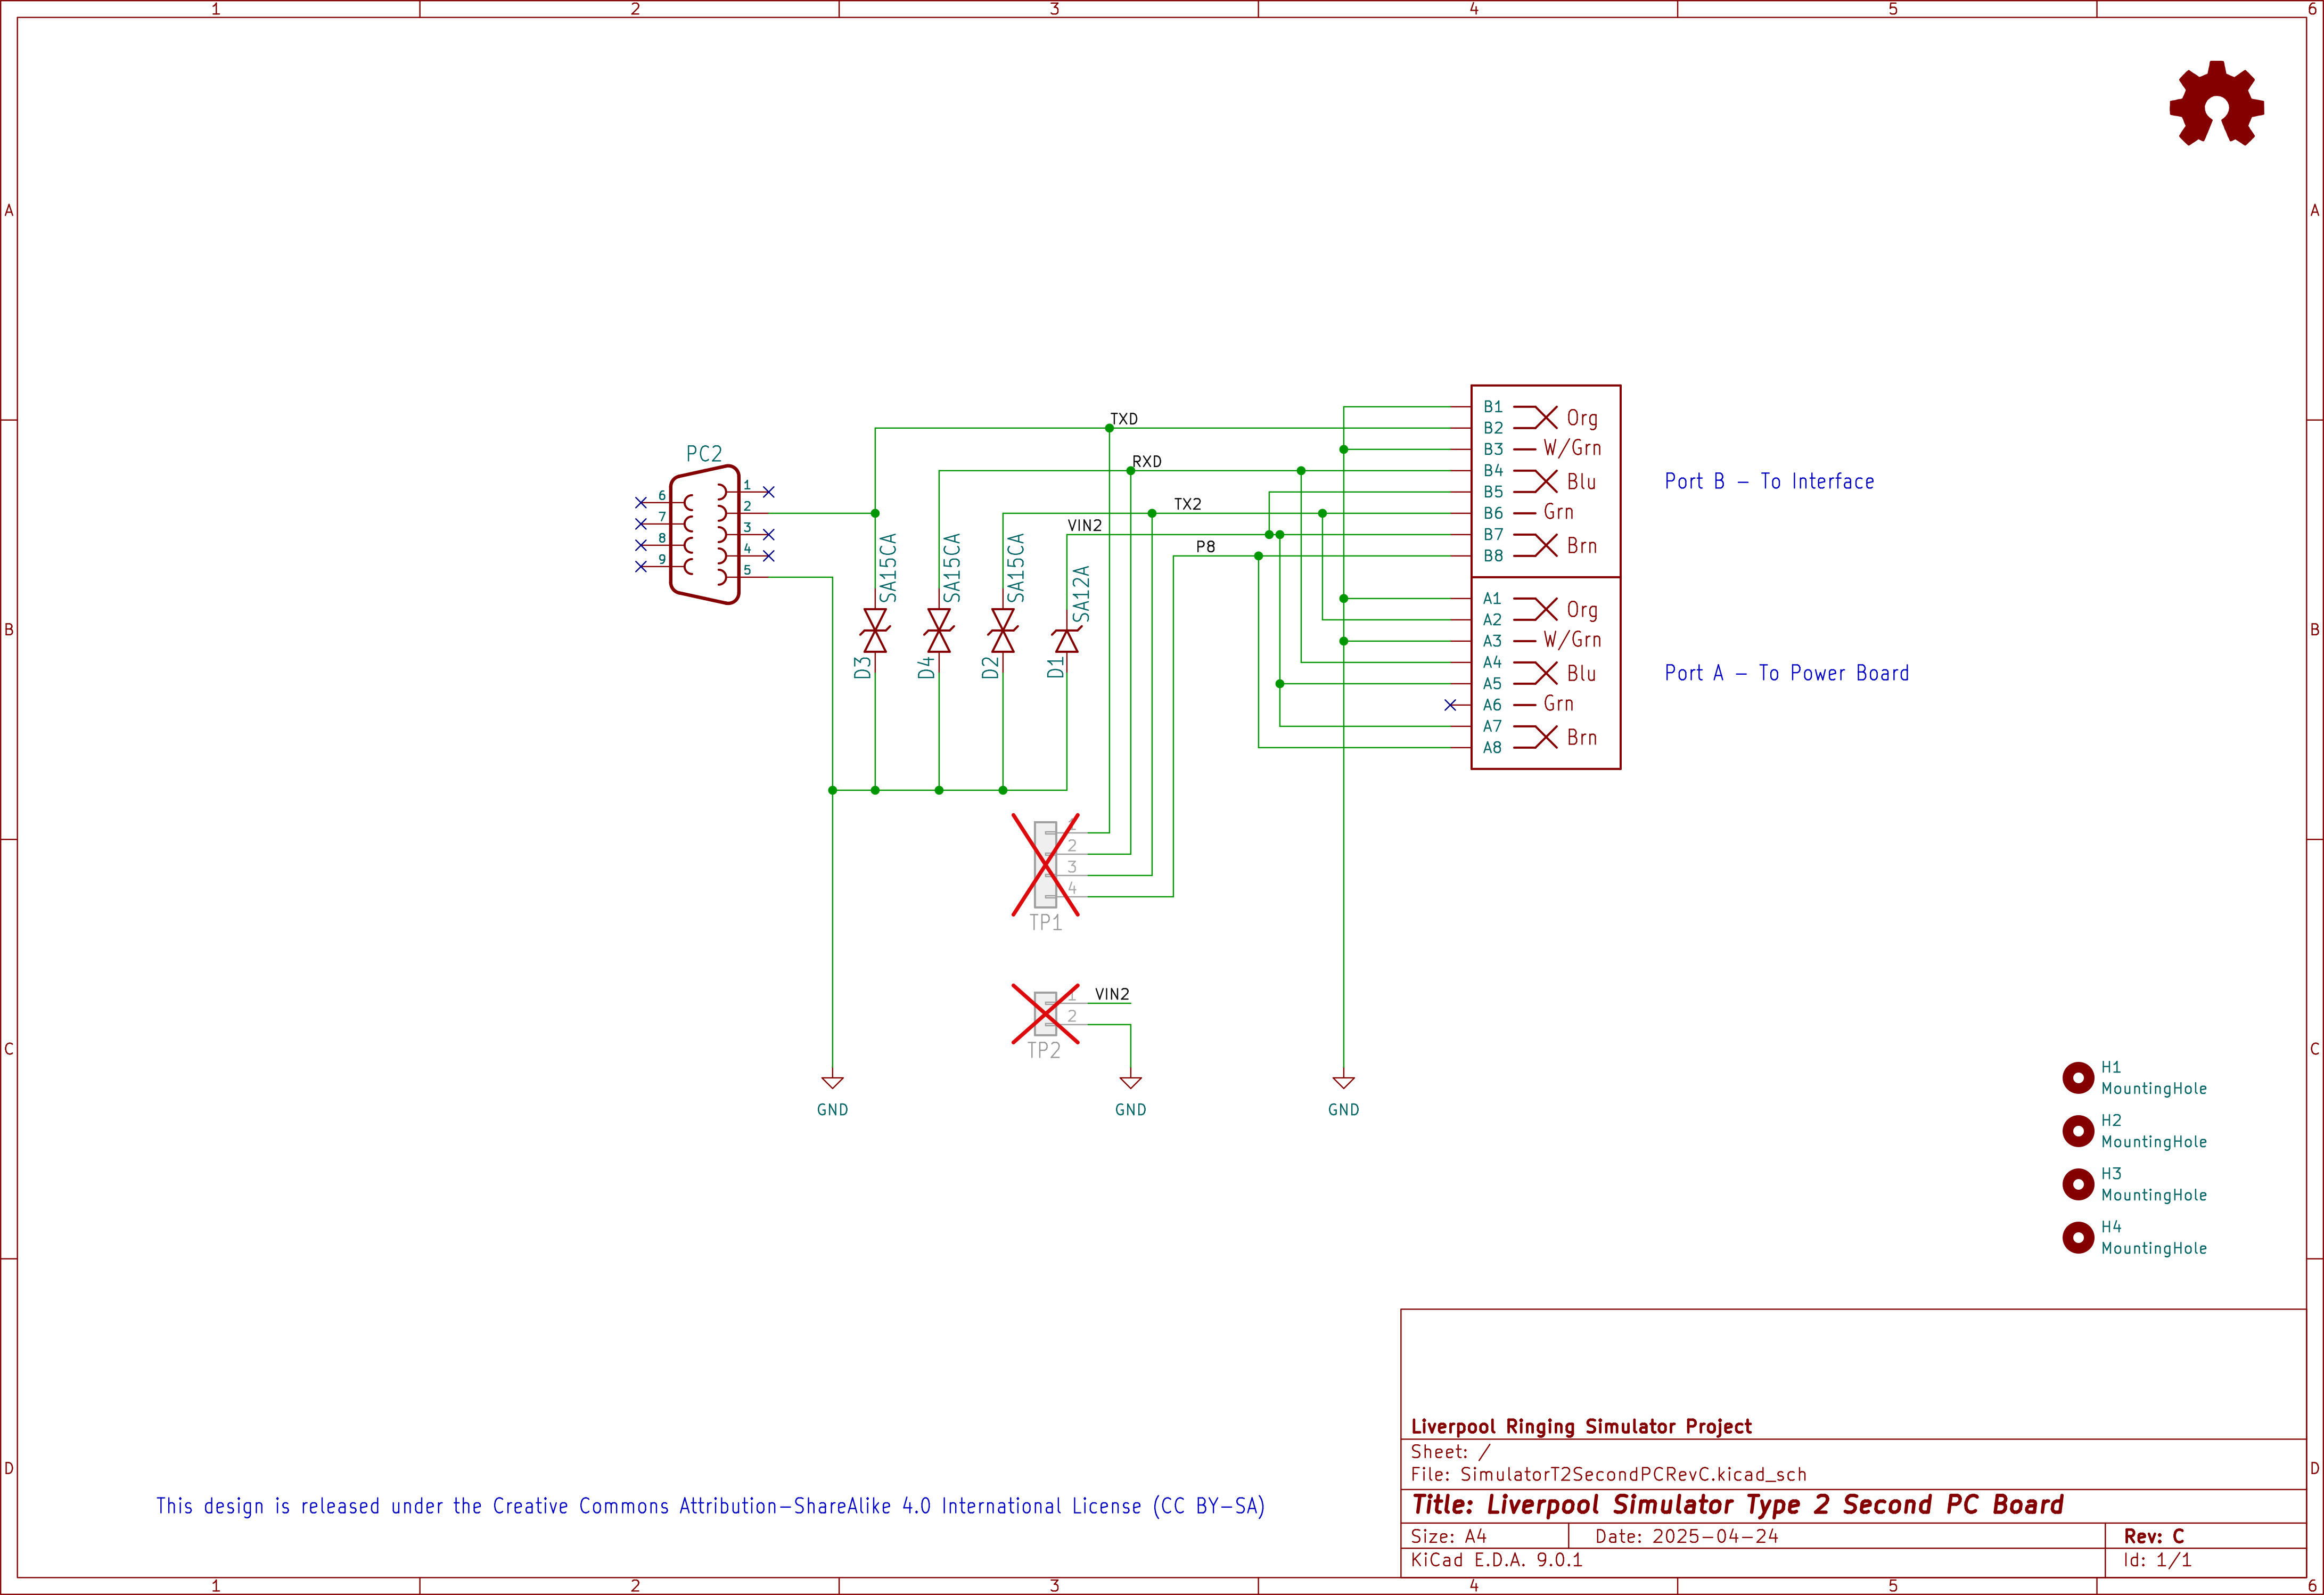 1 2 3 4 5 6
A A
TXD
B1 Org
B2
B3 W/Grn
RXD
B4 Blu
B5
TX2
B6 Grn
VIN2
B7 Brn
P8
B8
Port B - To Interface
PC2
1
6
2
7
3
8
4
9
5
SA15CA SA15CA SA15CA SA12A
D3 D4 D2 D1
A1 Org
A2
A3 W/Grn
A4 Blu
A5
A6 Grn
A7 Brn
A8
Port A - To Power Board
B B
1
2
3
4
TP1
VIN2
1
2
TP2
GND GND GND
C C
H1
MountingHole
H2
MountingHole
H3
MountingHole
H4
MountingHole
Liverpool Ringing Simulator Project
Sheet: /
File: SimulatorT2SecondPCRevC.kicad_sch
Title: Liverpool Simulator Type 2 Second PC Board
Size: A4 Date: 2025-04-24 Rev: C
KiCad E.D.A. 9.0.1 Id: 1/1
D D
This design is released under the Creative Commons Attribution-ShareAlike 4.0 International License (CC BY-SA)
1 2 3 4 5 6